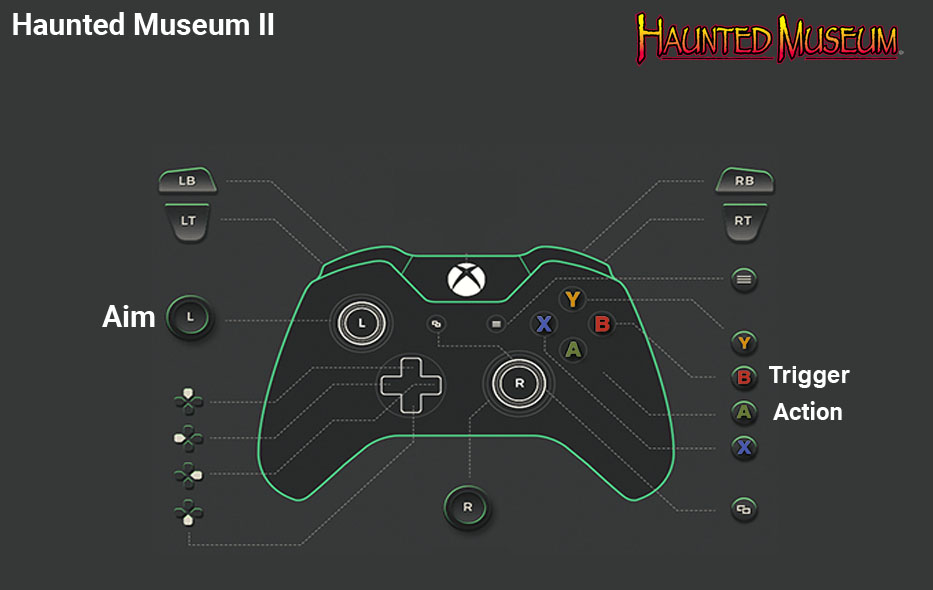 Haunted Museum II
HAUNTED MUSEUM
LB
RB
LT
RT
Aim
L
L
Y
X
B
A
R
Y
B Trigger
A Action
X
R